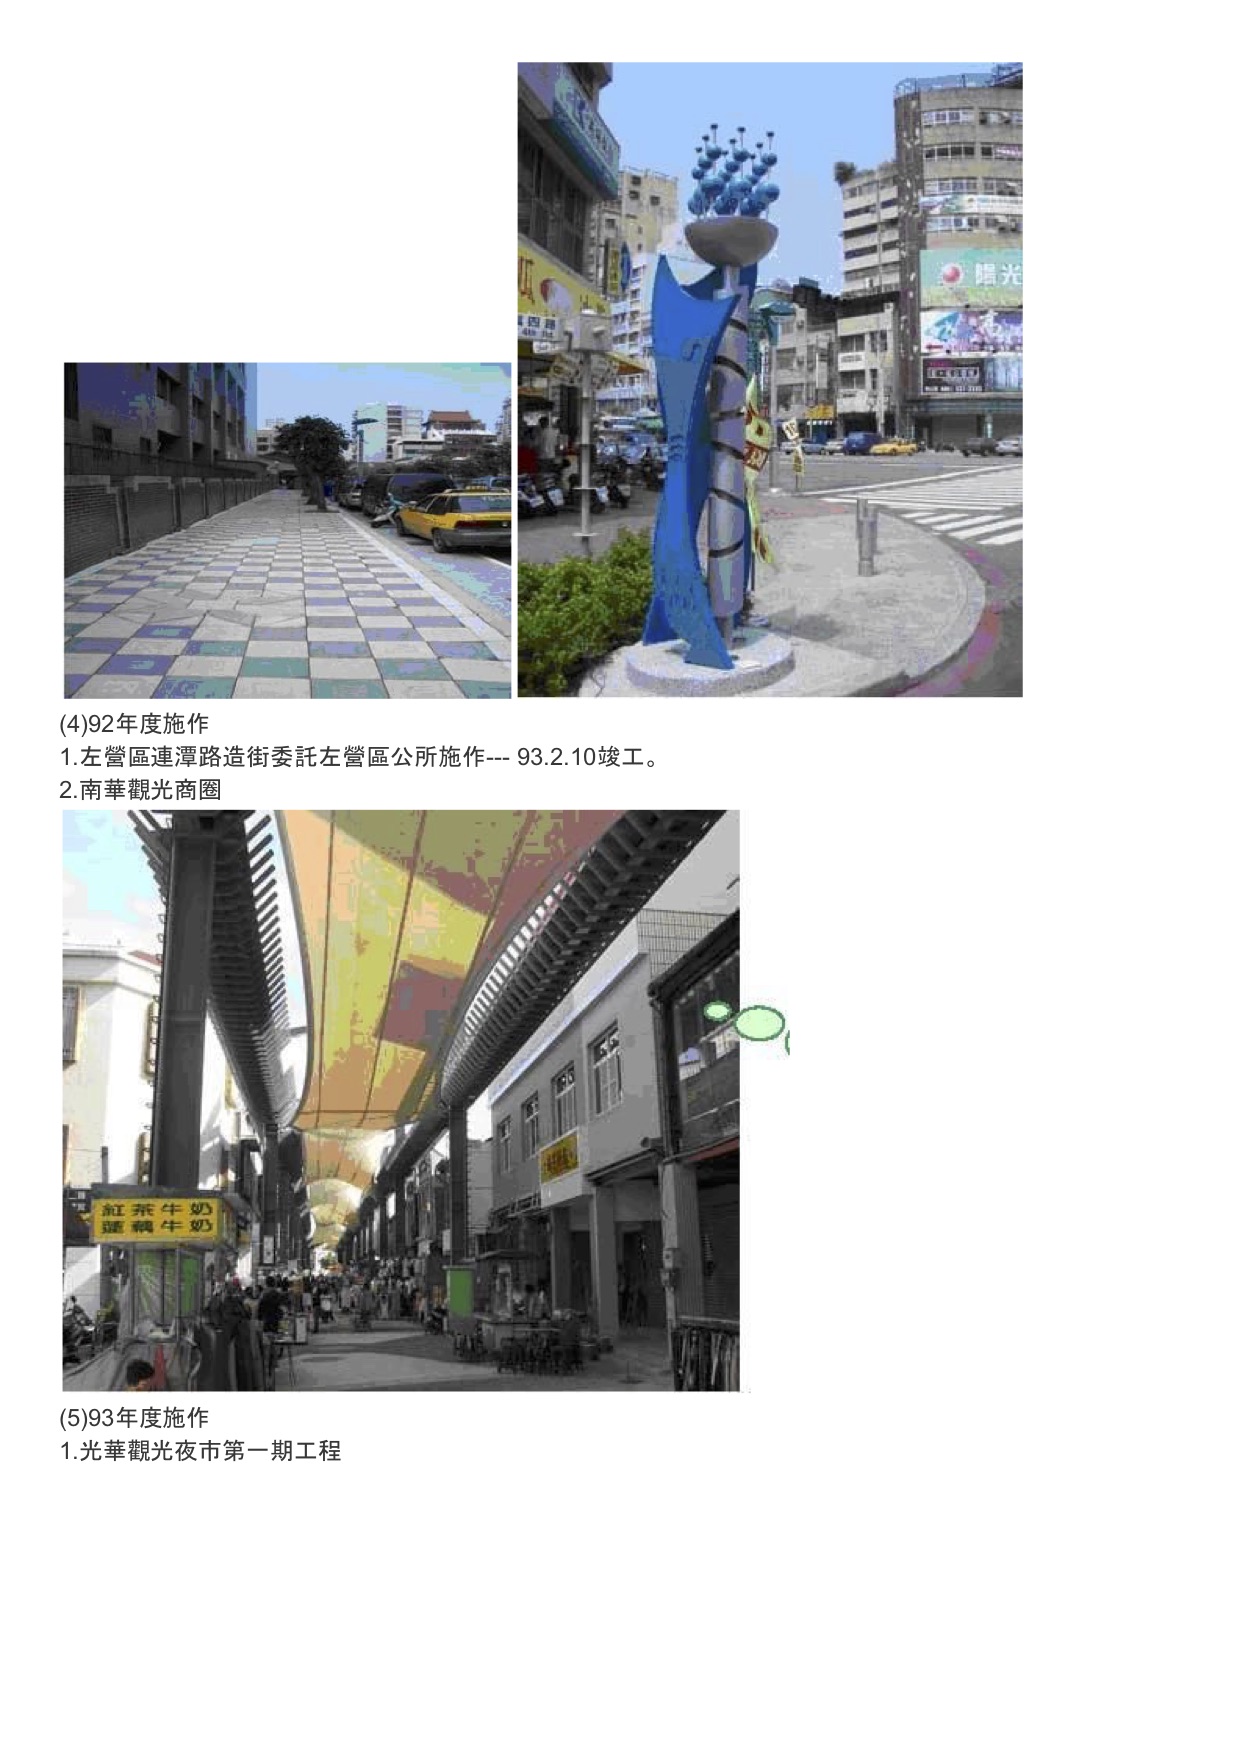 陽光
四路
(4)92年度施作
1.左營區連潭路造街委託左營區公所施作--- 93.2.10竣工。
2.南華觀光商圈
紅茶牛奶
蓮藕牛奶
(5)93年度施作
1.光華觀光夜市第一期工程